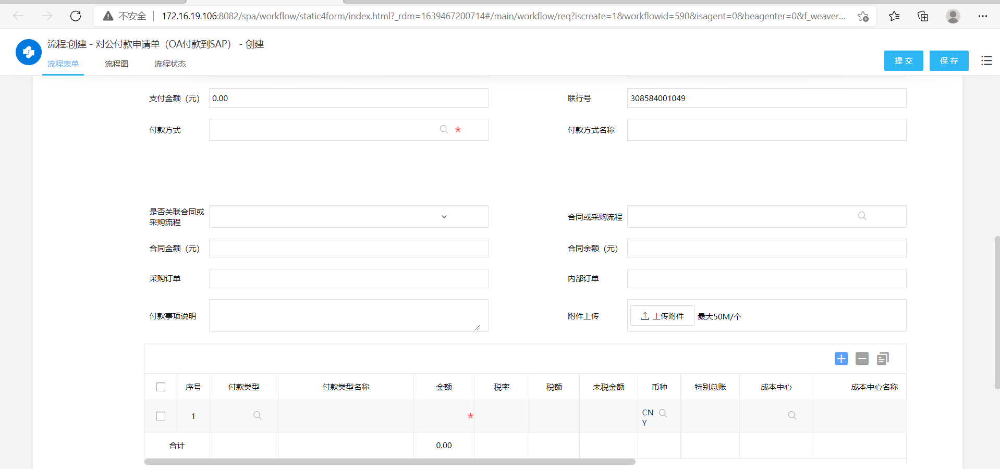 不安全
172.16.19.106:8082/spa/workflow/static4form/index.html?_rdm=1639467200714#/main/workflow/req?iscreate=1&workflowid=590&isagent=0&beagenter=0&f_weaver...
流程:创建 - 对公付款申请单（OA付款到SAP） - 创建
流程表单 流程图 流程状态
提 交 保 存
支付金额（元） 0.00 联行号 308584001049
付款方式 * 付款方式名称
是否关联合同或
采购流程
合同或采购流程
合同金额（元） 合同余额（元）
采购订单 内部订单
付款事项说明 附件上传 上传附件 最大50M/个
序号 付款类型 付款类型名称 金额 税率 税额 未税金额 币种 特别总账 成本中心 成本中心名称
1 * CN
Y
合计 0.00